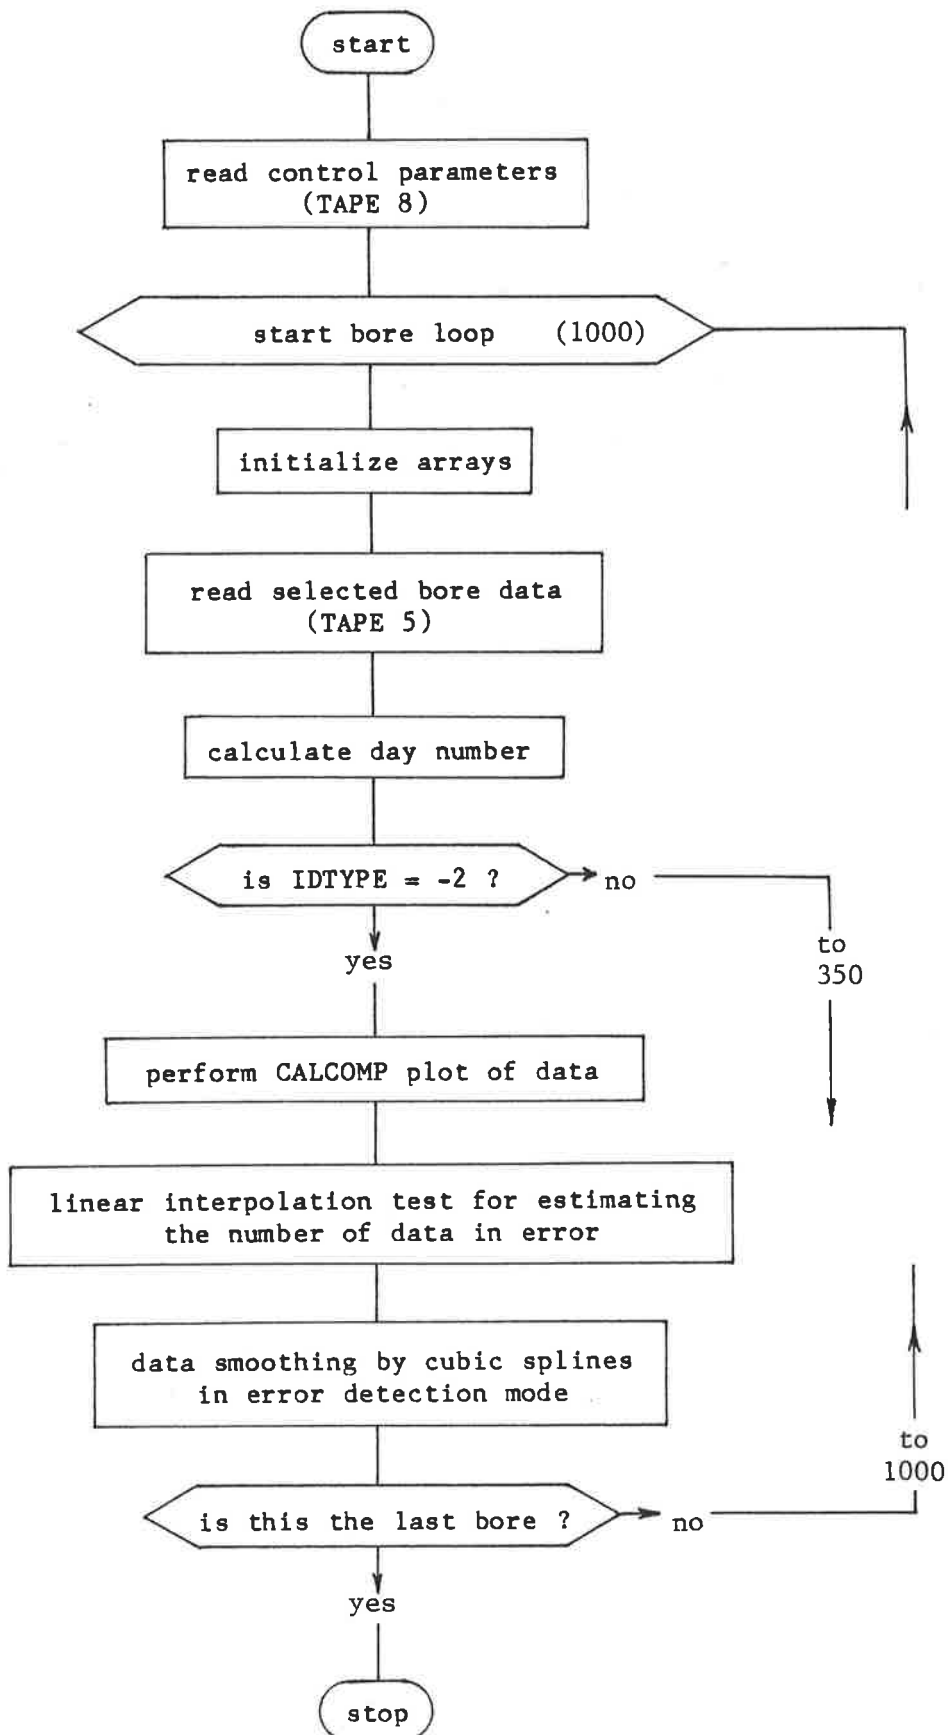 start
read control parameters
(TAPE 8)
start bore loop (1000)
initialize arrays
read selected bore data
(TAPE 5)
calculate day number
is IDTYPE = -2 ?
no
yes
to
350
perform CALCOMP plot of data
linear interpolation test for estimating
the number of data in error
data smoothing by cubic splines
in error detection mode
to
1000
is this the last bore ?
no
yes
stop